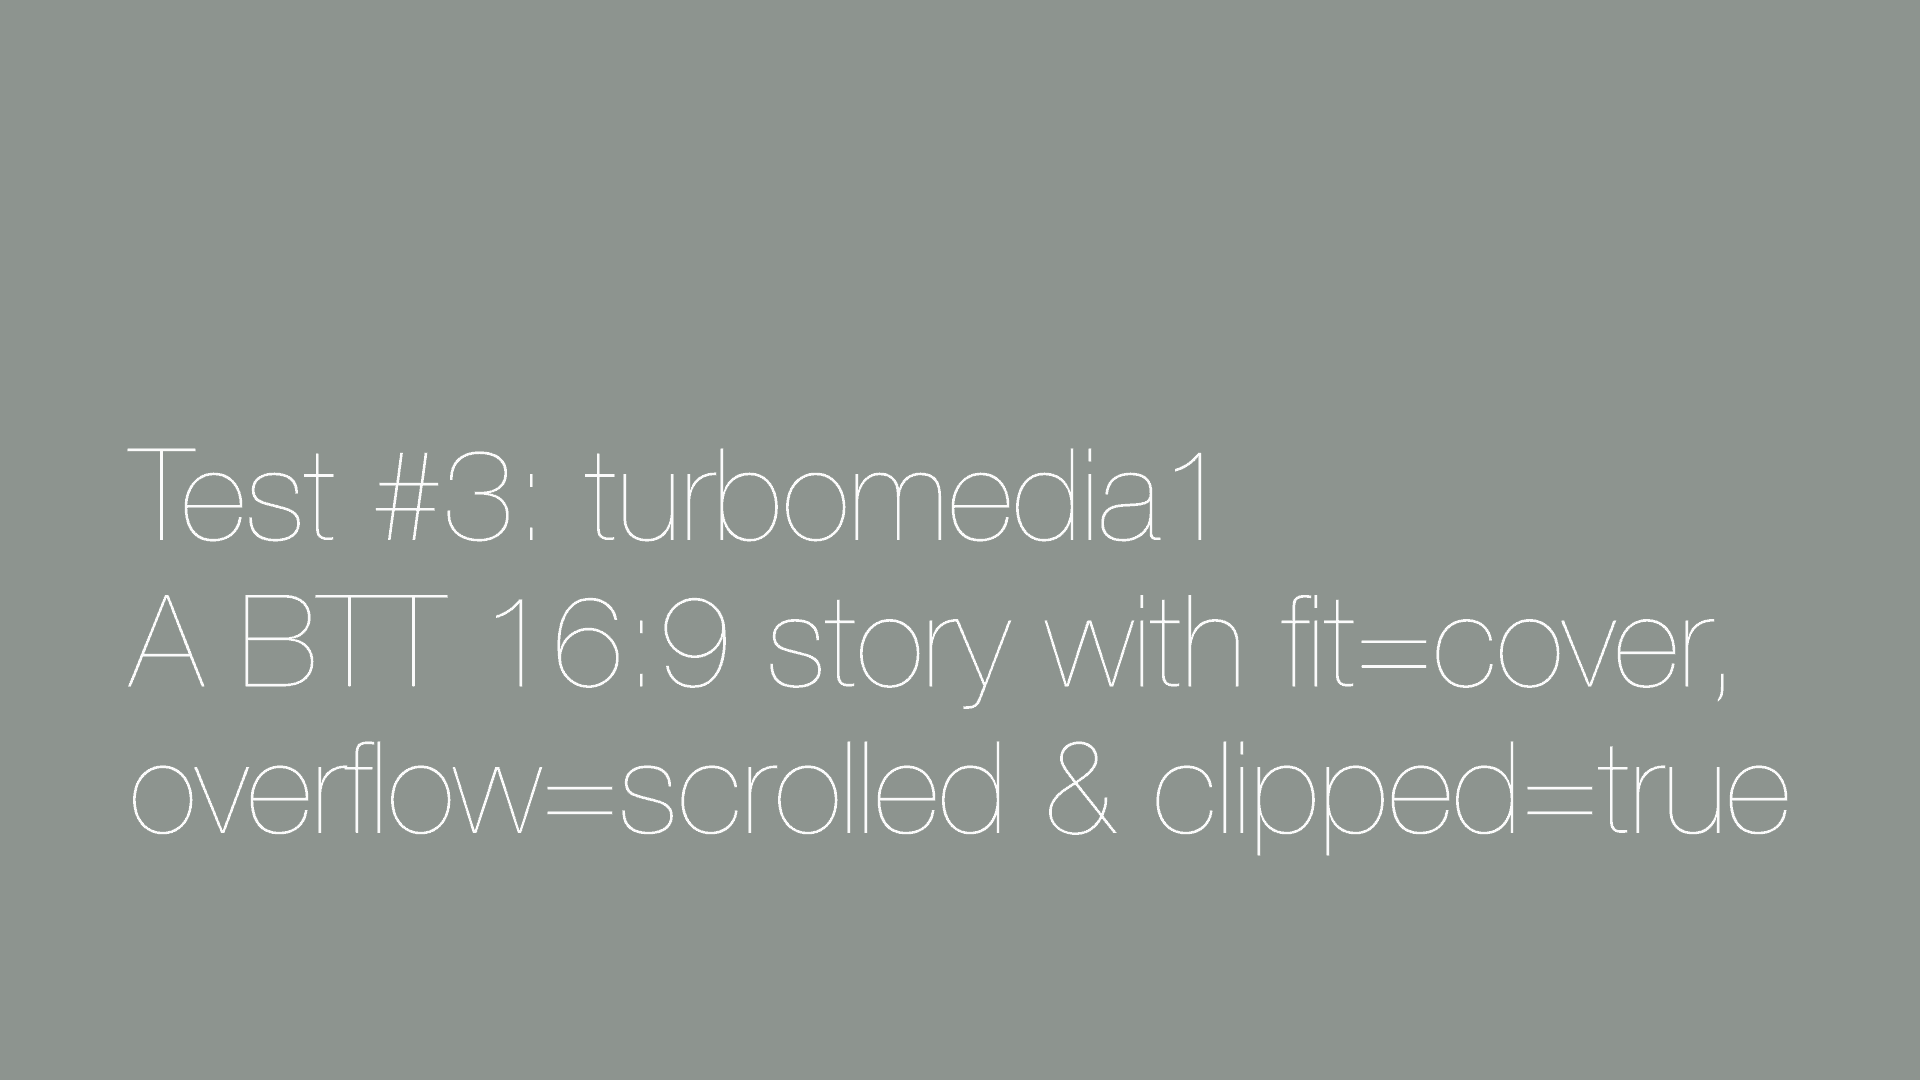 Test #3: turbomedia1
A BTT 16:9 story with fit=cover,
overflow=scrolled & clipped=true